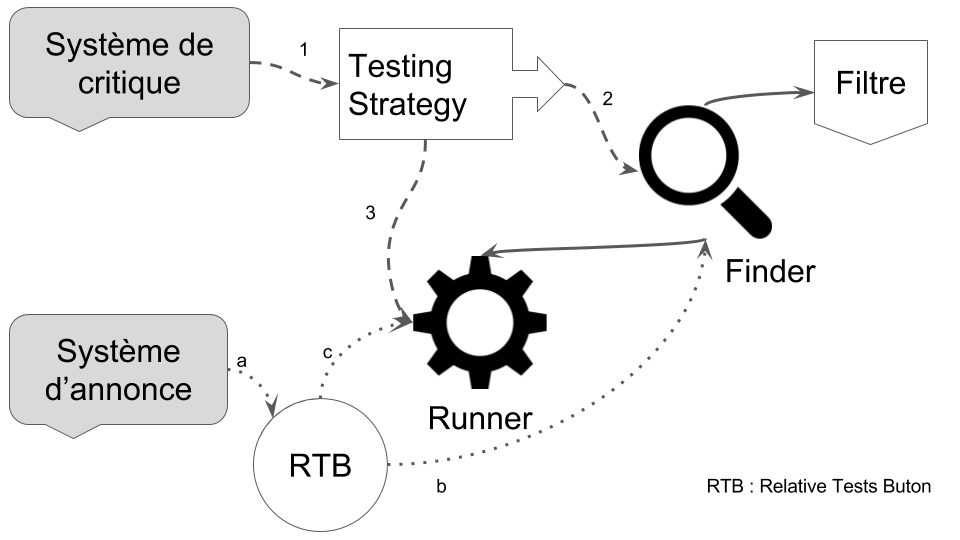 Système de
critique
1
Testing
Strategy
2
Filtre
3
Finder
Système
d’annonce
a
c
Runner
RTB
b
RTB : Relative Tests Buton